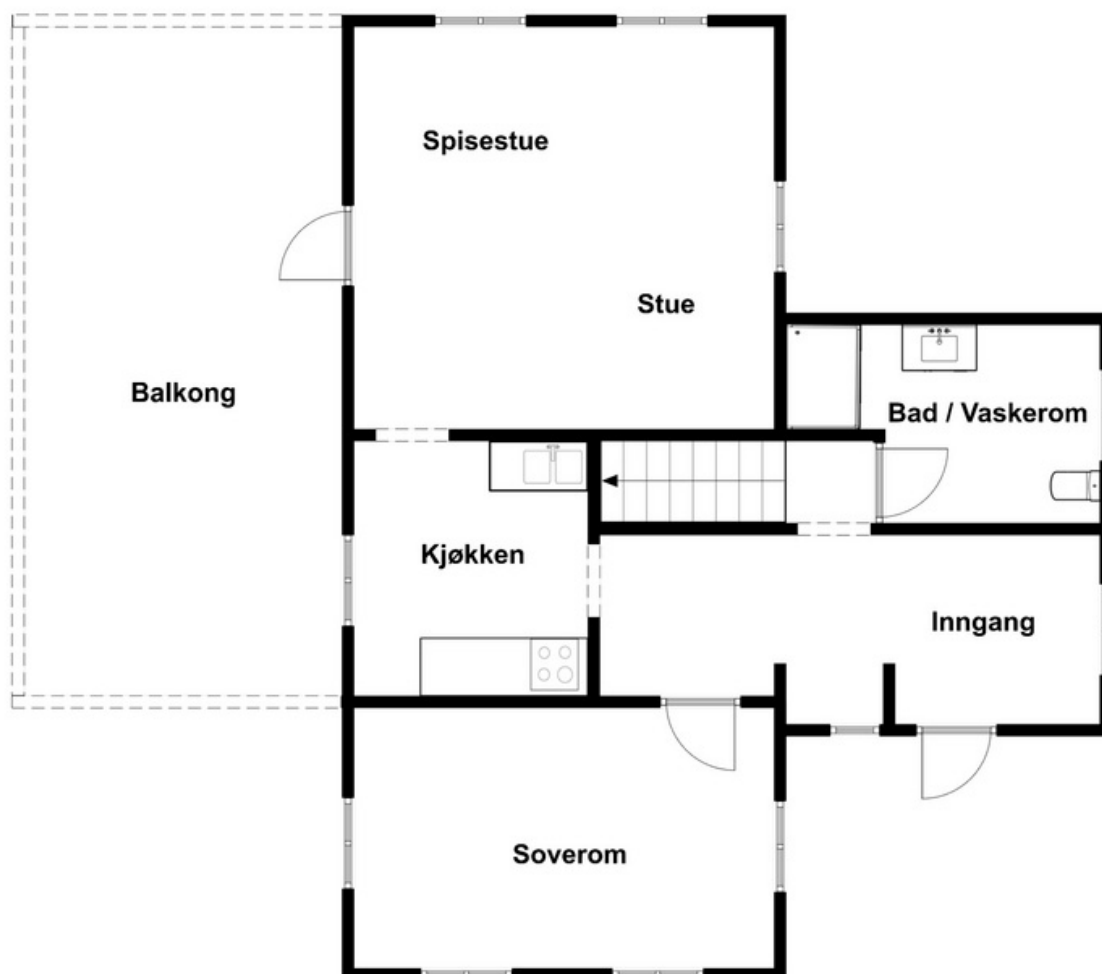 Spisestue
Stue
Balkong
Bad / Vaskerom
Kjøkken
Inngang
Soverom